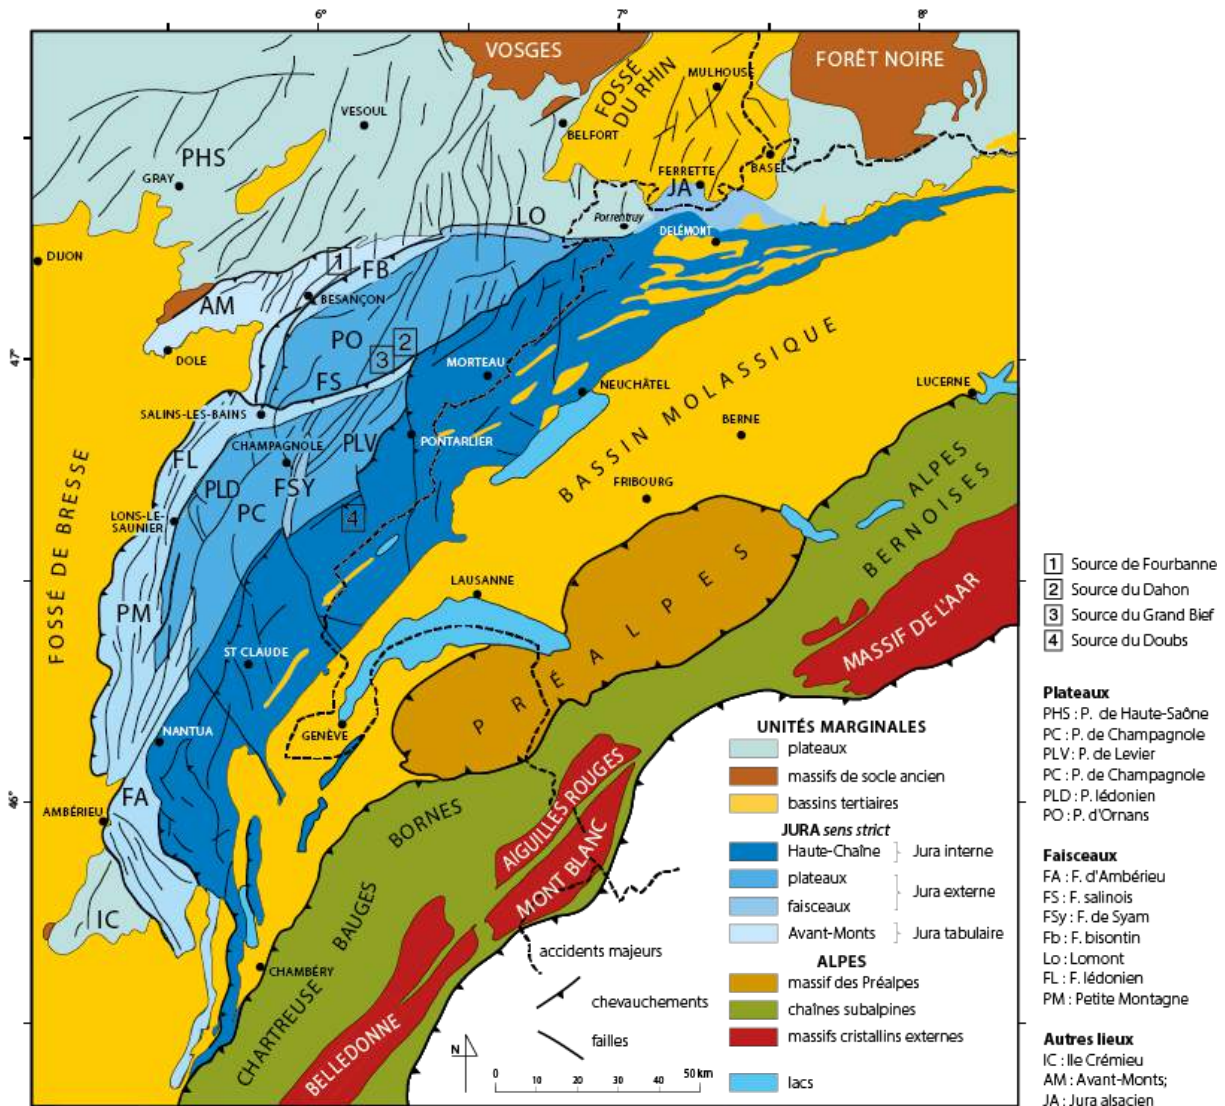 6°
7°
8°
47°
46°
VOSGES
FORÊT NOIRE
FOSSÉ
DU RHIN
MULHOUSE
VESOUL
BELFORT
PHS
GRAY
FERRETTE
BASEL
JA
LO
Porrentruy
DELÉMONT
DIJON
1
FB
AM
BESANÇON
PO
2
3
DOLE
FS
MORTEAU
NEUCHÂTEL
LUCERNE
SALINS-LES-BAINS
BERNE
CHAMPAGNOLE
PLV
PONTARLIER
FL
BASSIN MOLASSIQUE
PLD
FSY
FRIBOURG
ALPES
BERNOISES
LONS-LE-
SAUNIER
PC
4
FOSSÉ DE BRESSE
LAUSANNE
PM
PRÉALPES
MASSIF DE L'AAR
ST CLAUDE
GENÈVE
NANTUA
FA
AMBÉRIEU
BORNES
AIGUILLES ROUGES
MONT BLANC
IC
BAUGES
CHAMBÉRY
CHARTREUSE
BELLEDONNE
UNITÉS MARGINALES
plateaux
massifs de socle ancien
bassins tertiaires
JURA sens strict
Haute-Chaîne } Jura interne
plateaux
} Jura externe
faisceaux
Avant-Monts } Jura tabulaire
ALPES
massif des Préalpes
chaînes subalpines
massifs cristallins externes
lacs
accidents majeurs
chevauchements
failles
N
0 10 20 30 40 50 km
1 Source de Fourbanne
2 Source du Dahon
3 Source du Grand Bief
4 Source du Doubs
Plateaux
PHS : P. de Haute-Saône
PC : P. de Champagnole
PLV : P. de Levier
PC : P. de Champagnole
PLD : P. lédonien
PO : P. d'Ornans
Faisceaux
FA : F. d'Ambérieu
FS : F. salinois
FSy : F. de Syam
Fb : F. bisontin
Lo : Lomont
FL : F. lédonien
PM : Petite Montagne
Autres lieux
IC : Ile Crémieu
AM : Avant-Monts;
JA : Jura alsacien